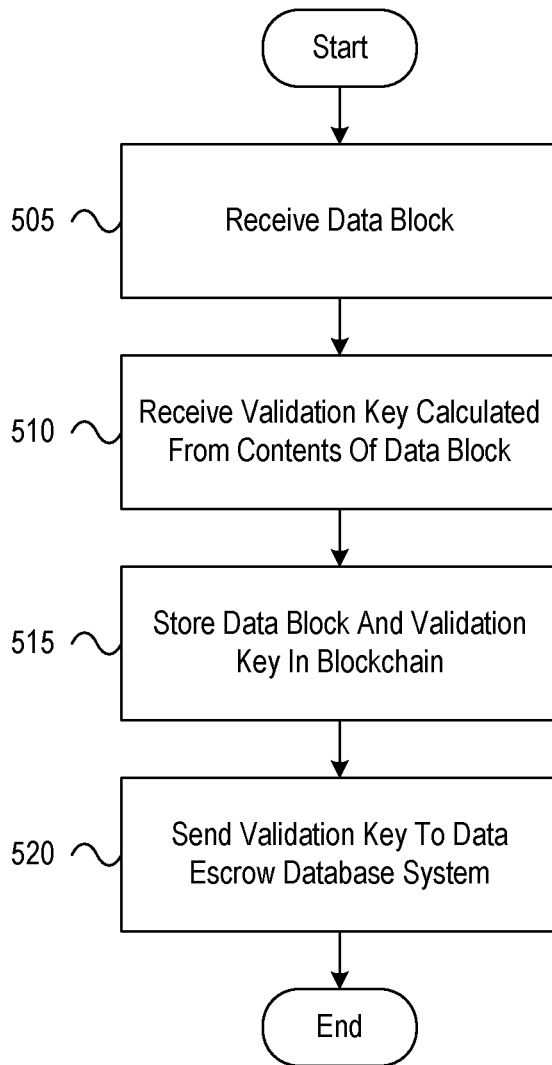 Start
505
Receive Data Block
510
Receive Validation Key Calculated
From Contents Of Data Block
515
Store Data Block And Validation
Key In Blockchain
520
Send Validation Key To Data
Escrow Database System
End